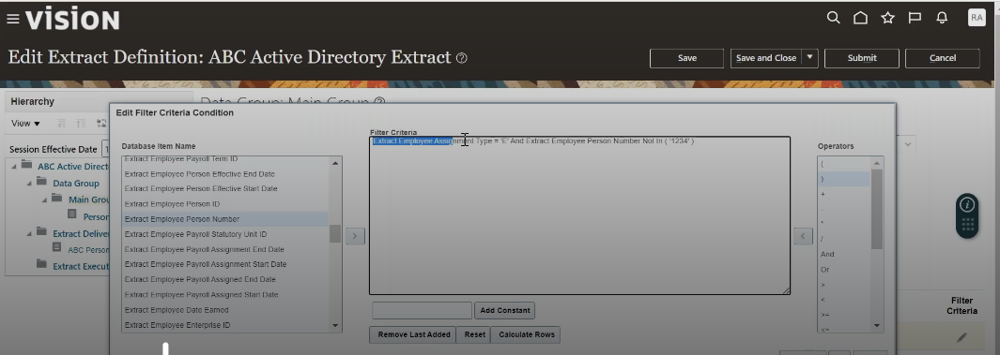 VISION
RA
Edit Extract Definition: ABC Active Directory Extract
Save
Save and Close
Submit
Cancel
Hierarchy
View
Session Effective Date
ABC Active Direct
Data Group
Main Grou
Person
Extract Deliver
ABC Person
Extract Execut
Data Group: Main Group
Edit Filter Criteria Condition
Database Item Name
Extract Employee Payroll Term ID
Extract Employee Person Effective End Date
Extract Employee Person Effective Start Date
Extract Employee Person ID
Extract Employee Person Number
Extract Employee Payroll Statutory Unit ID
Extract Employee Payroll Assignment End Date
Extract Employee Payroll Assignment Start Date
Extract Employee Payroll Assigned End Date
Extract Employee Payroll Assigned Start Date
Extract Employee Date Earned
Extract Employee Enterprise ID
>
Filter Criteria
Extract Employee Assignment Type = 'E' And Extract Employee Person Number Not In ( '1234' )
Add Constant
Remove Last Added
Reset
Calculate Rows
<
Operators
(
)
+
-
*
/
And
Or
>
<
>=
<=
Filter
Criteria